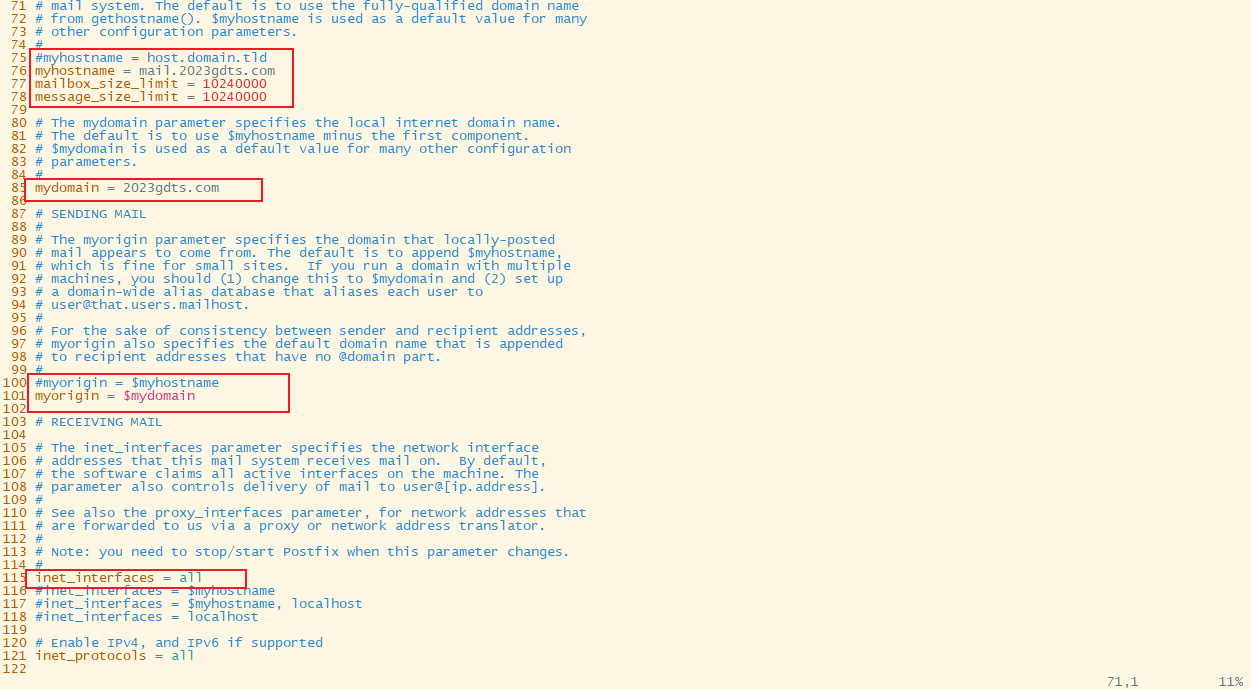 71 # mail system. The default is to use the fully-qualified domain name
72 # from gethostname(). $myhostname is used as a default value for many
73 # other configuration parameters.
74 #
75 #myhostname = host.domain.tld
76 myhostname = mail.2023gdts.com
77 mailbox_size_limit = 10240000
78 message_size_limit = 10240000
79
80 # The mydomain parameter specifies the local internet domain name.
81 # The default is to use $myhostname minus the first component.
82 # $mydomain is used as a default value for many other configuration
83 # parameters.
84 #
85 mydomain = 2023gdts.com
86
87 # SENDING MAIL
88 #
89 # The myorigin parameter specifies the domain that locally-posted
90 # mail appears to come from. The default is to append $myhostname,
91 # which is fine for small sites.  If you run a domain with multiple
92 # machines, you should (1) change this to $mydomain and (2) set up
93 # a domain-wide alias database that aliases each user to
94 # user@that.users.mailhost.
95 #
96 # For the sake of consistency between sender and recipient addresses,
97 # myorigin also specifies the default domain name that is appended
98 # to recipient addresses that have no @domain part.
99 #
100 #myorigin = $myhostname
101 myorigin = $mydomain
102
103 # RECEIVING MAIL
104
105 # The inet_interfaces parameter specifies the network interface
106 # addresses that this mail system receives mail on.  By default,
107 # the software claims all active interfaces on the machine. The
108 # parameter also controls delivery of mail to user@[ip.address].
109 #
110 # See also the proxy_interfaces parameter, for network addresses that
111 # are forwarded to us via a proxy or network address translator.
112 #
113 # Note: you need to stop/start Postfix when this parameter changes.
114 #
115 inet_interfaces = all
116 #inet_interfaces = $myhostname
117 #inet_interfaces = $myhostname, localhost
118 #inet_interfaces = localhost
119
120 # Enable IPv4, and IPv6 if supported
121 inet_protocols = all
122
71,1 11%